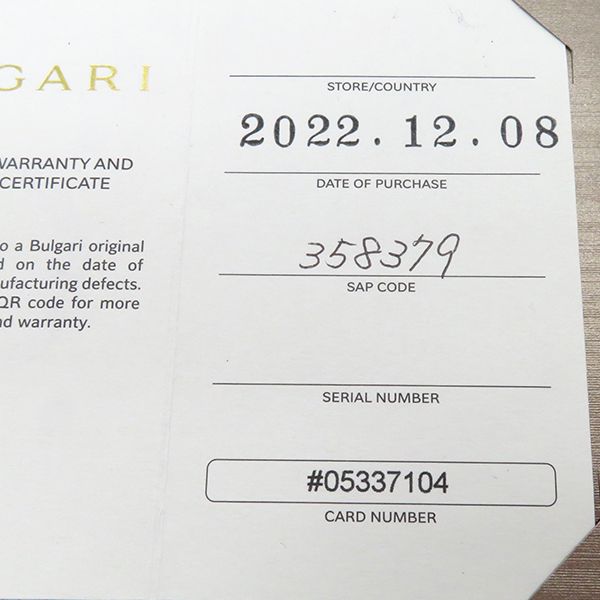 GARI
WARRANTY AND
CERTIFICATE
o a Bulgari original
d on the date of
ufacturing defects.
QR code for more
nd warranty.
STORE/COUNTRY
2022.12.08
DATE OF PURCHASE
358379
SAP CODE
SERIAL NUMBER
#05337104
CARD NUMBER